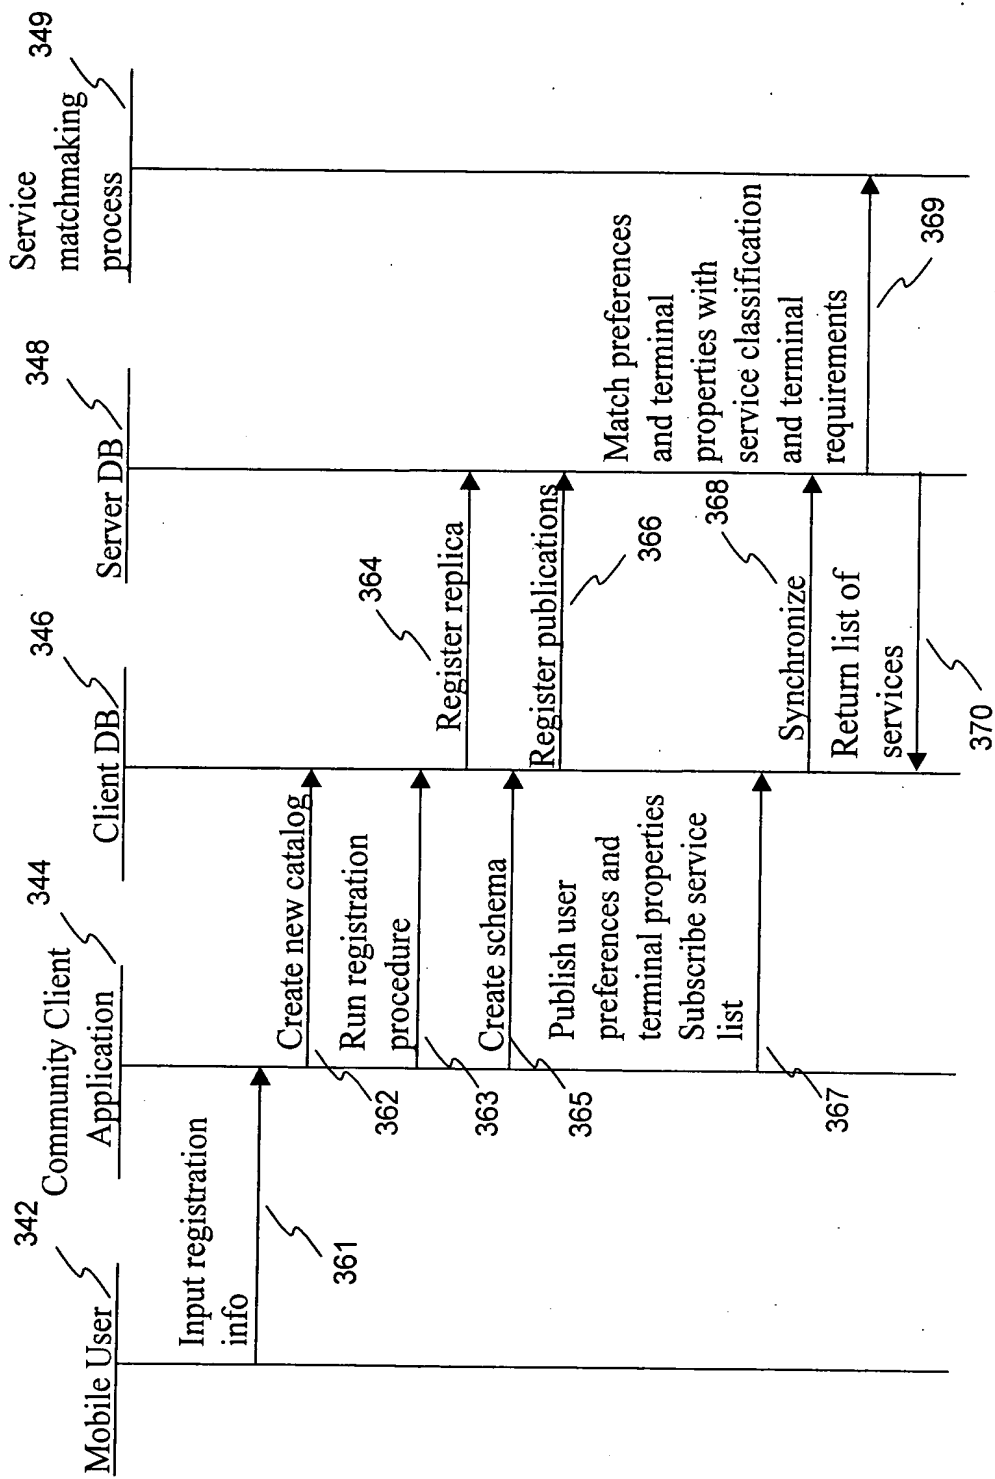 342
Mobile User
344
Community Client
Application
346
Client DB
348
Server DB
349
Service
matchmaking
process
Input registration
info
361
Create new catalog
362
Run registration
procedure
363
364
Register replica
Create schema
365
Register publications
366
Publish user
preferences and
terminal properties
Subscribe service
list
367
368
Synchronize
Match preferences
and terminal
properties with
service classification
and terminal
requirements
369
Return list of
services
370